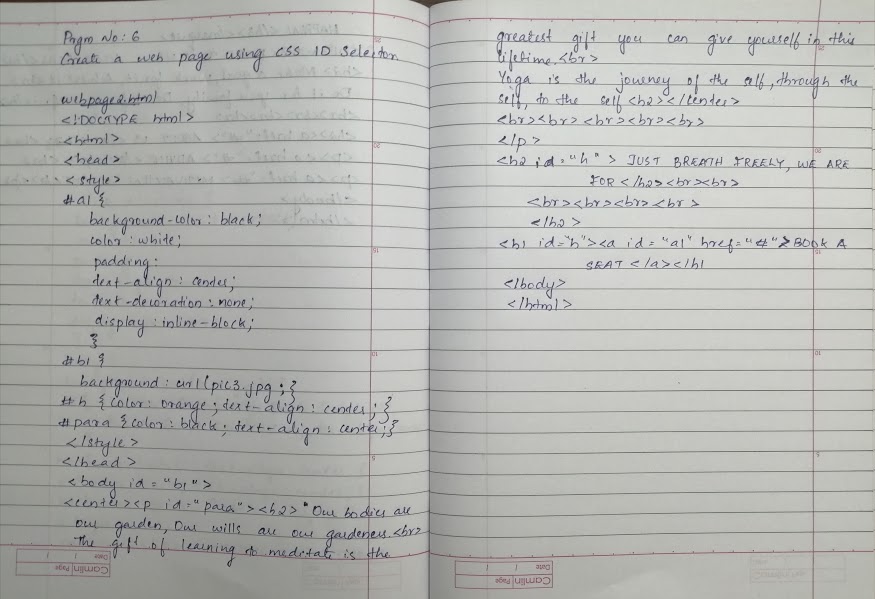 Prgm No: 6
Create a web page using CSS ID Selector
webpage2.html
<!DOCTYPE html>
<html>
<head>
<style>
#a1 {
background-color: black;
color: white;
padding:
text-align: center;
text-decoration: none;
display: inline-block;
}
#b1 {
background: url(pic3.jpg;}
#h {color: orange; text-align: center;}
#para {color: black; text-align: center;}
</style>
</head>
<body id="b1">
<center><p id="para"><h2>"Our bodies are
our garden, Our wills are our gardeners.<br>
The gift of learning to meditate is the
greatest gift you can give yourself in this
lifetime.<br>
Yoga is the journey of the self, through the
self, to the self<h2></center>
<br><br><br><br><br>
</p>
<h2 id="h"> JUST BREATH FREELY, WE ARE
FOR</h2><br><br>
<br><br><br><br>
</h2>
<h1 id="h"><a id="a1" href="#">BOOK A
SEAT</a></h1
</body>
</html>
Date
Camlin Page
Date
Camlin Page